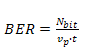 BER = N_bit / (v_p·t)